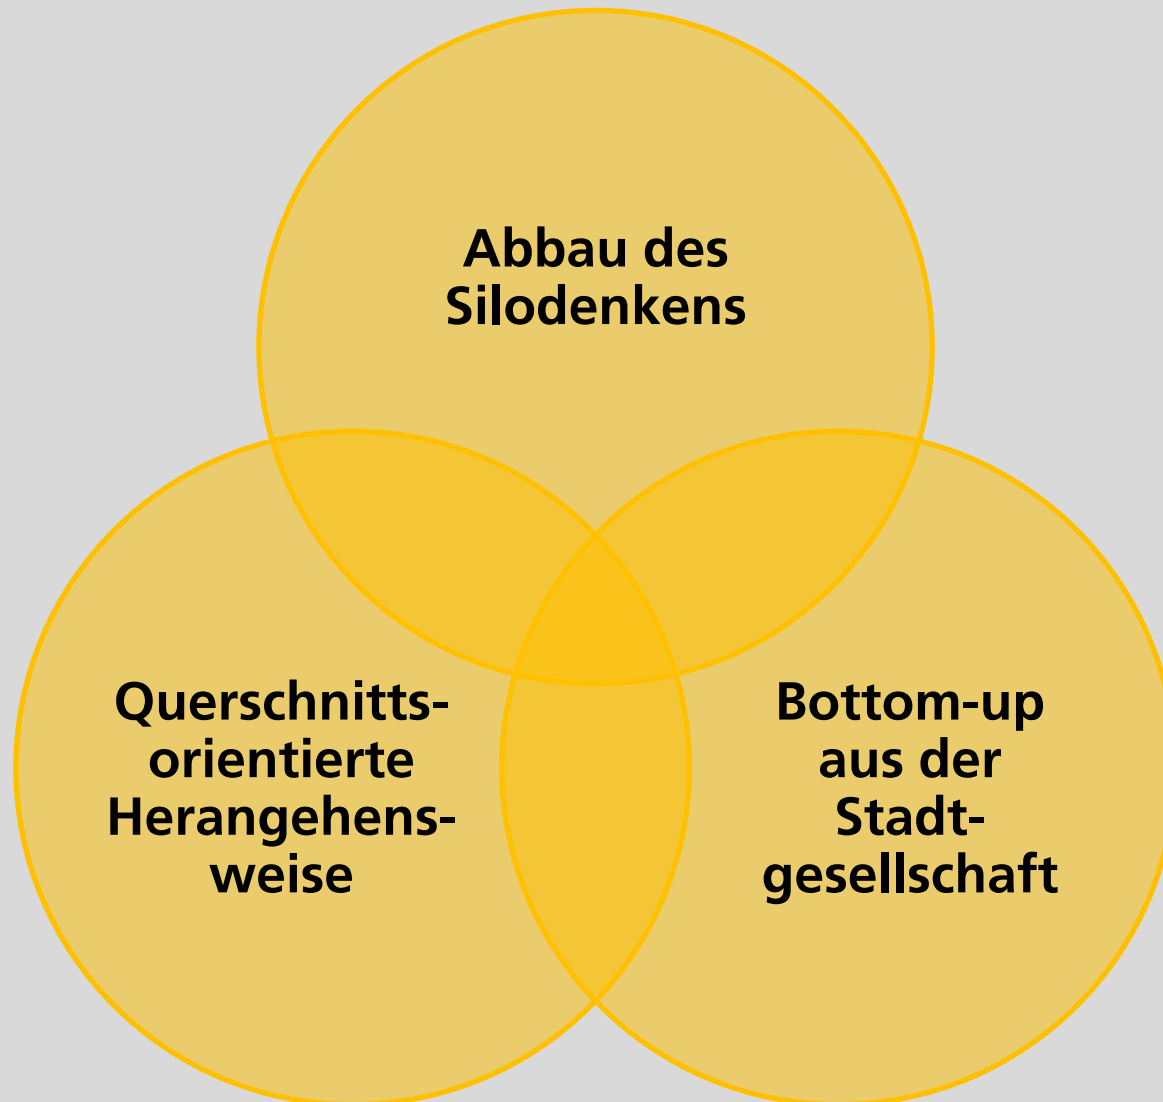 Abbau des
Silodenkens
Querschnitts-
orientierte
Herangehens-
weise
Bottom-up
aus der
Stadt-
gesellschaft